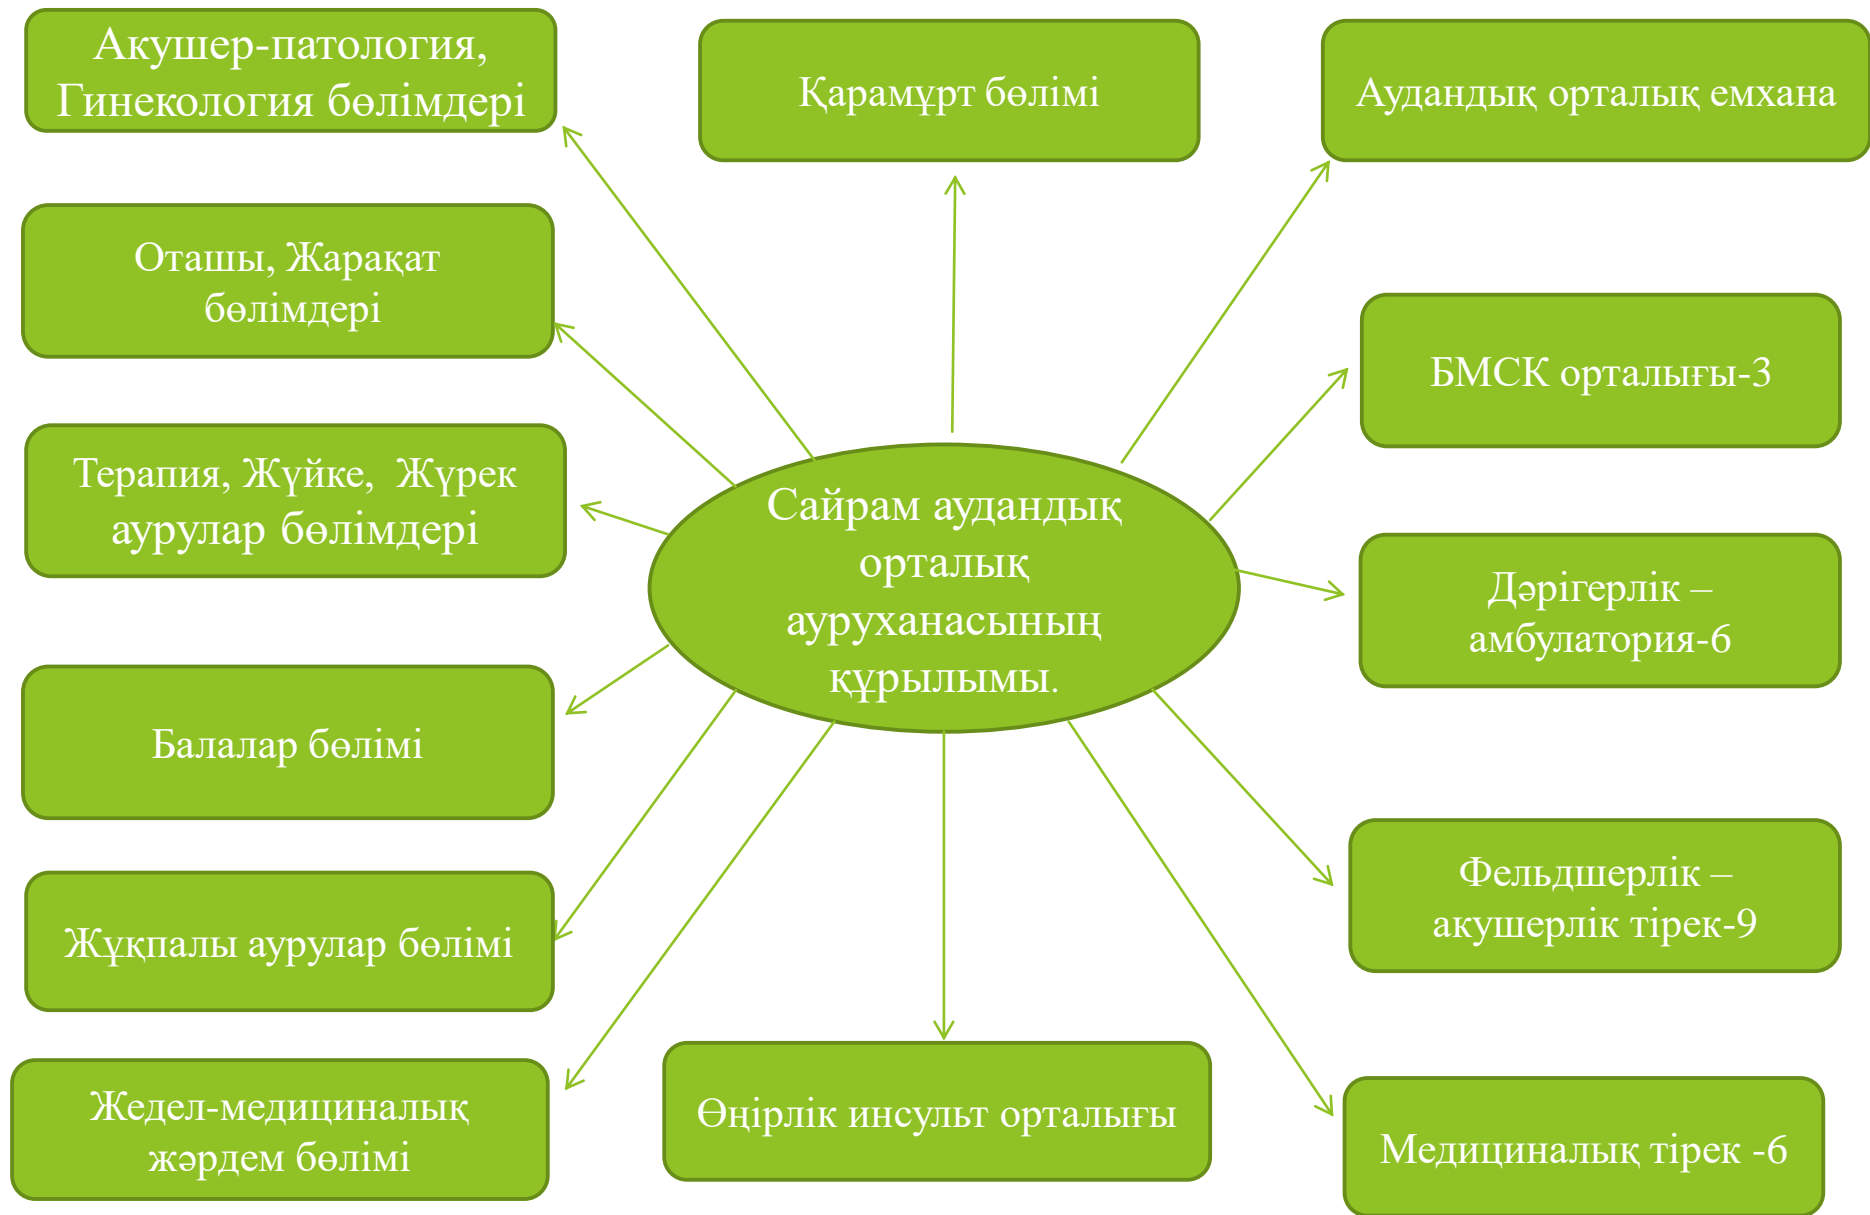 Акушер-патология,
Гинекология бөлімдері
Қарамұрт бөлімі
Аудандық орталық емхана
Оташы, Жарақат
бөлімдері
БМСК орталығы-3
Терапия, Жүйке, Жүрек
аурулар бөлімдері
Сайрам аудандық
орталық
ауруханасының
құрылымы.
Дәрігерлік –
амбулатория-6
Балалар бөлімі
Фельдшерлік –
акушерлік тірек-9
Жұқпалы аурулар бөлімі
Жедел-медициналық
жәрдем бөлімі
Өңірлік инсульт орталығы
Медициналық тірек -6